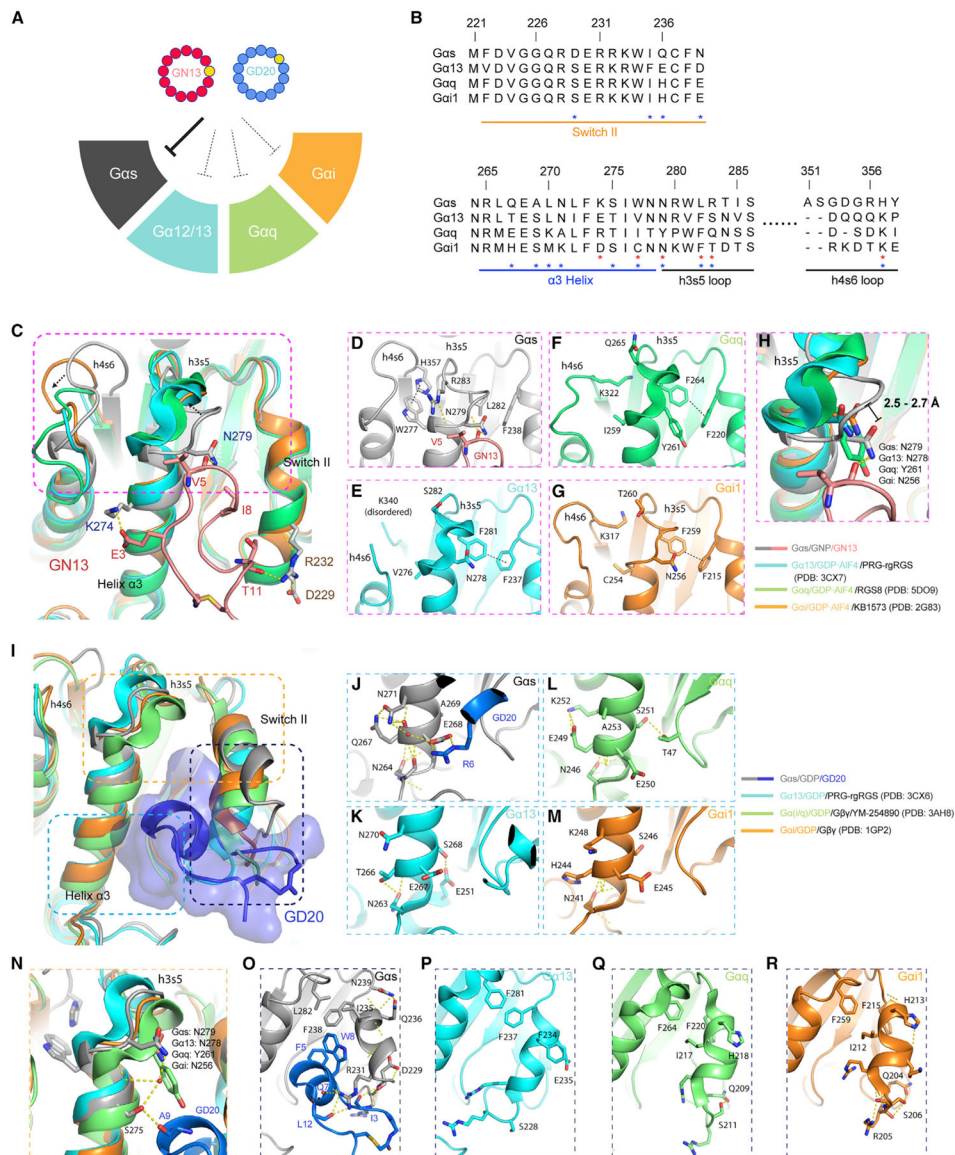 A
GN13
GD20
Gαs
Gαi
Gα12/13
Gαq
B
221 226 231 236
Gαs M F D V G G Q R D E R R K W I Q C F N
Gα13 M V D V G G Q R S E R K R W F E C F D
Gαq M F D V G G Q R S E R R K W I H C F E
Gαi1 M F D V G G Q R S E R K K W I H C F E
* * * *
Switch II
265 270 275 280 285 351 356
Gαs N R L Q E A L N L F K S I W N N R W L R T I S A S G D G R H Y
Gα13 N R L T E S L N I F E T I V N N R V F S N V S - - D Q Q Q K P
Gαq N R M E E S K A L F R T I I T Y P W F Q N S S - - D - S D K I
Gαi1 N R M H E S M K L F D S I C N N K W F T D T S - - R K D T K E
α3 Helix h3s5 loop h4s6 loop
C
h4s6
h3s5
N279
Switch II
V5
K274
I8
E3
GN13
R232
T11
Helix α3
D229
D Gαs
h3s5
h4s6
H357
R283
N279
L282
W277
F238
V5
GN13
E Gα13
K340
(disordered)
S282
h3s5
F281
h4s6
V276
N278
F237
F Gαq
Q265
h3s5
h4s6
F264
K322
I259
F220
Y261
G Gαi1
T260
h3s5
h4s6
F259
K317
C254
N256
F215
H
h3s5
2.5 - 2.7 Å
Gαs: N279
Gα13: N278
Gαq: Y261
Gαi: N256
Gαs/GNP/GN13
Gα13/GDP·AlF4/PRG-rgRGS
(PDB: 3CX7)
Gαq/GDP·AlF4/RGS8 (PDB: 5DO9)
Gαi/GDP·AlF4/KB1573 (PDB: 2G83)
I
h3s5
h4s6
Switch II
Helix α3
GD20
J Gαs
N271
A269
GD20
E268
Q267
R6
N264
K Gα13
N270
S268
T266
E267
E251
N263
L Gαq
K252
S251
A253
E249
T47
N246
E250
M Gαi1
K248
S246
H244
E245
N241
Gαs/GDP/GD20
Gα13/GDP/PRG-rgRGS (PDB: 3CX6)
Gα(i/q)/GDP/Gβγ/YM-254890 (PDB: 3AH8)
Gαi/GDP/Gβγ (PDB: 1GP2)
N
h3s5
Gαs: N279
Gα13: N278
Gαq: Y261
Gαi: N256
GD20
A9
S275
O Gαs
N239
L282
I235
Q236
F238
W8
F5
R231
D229
I3
L12
P Gα13
F281
F237
F234
E235
S228
Q Gαq
F264
F220
I217
H218
Q209
S211
R Gαi1
H213
F215
F259
I212
Q204
S206
R205